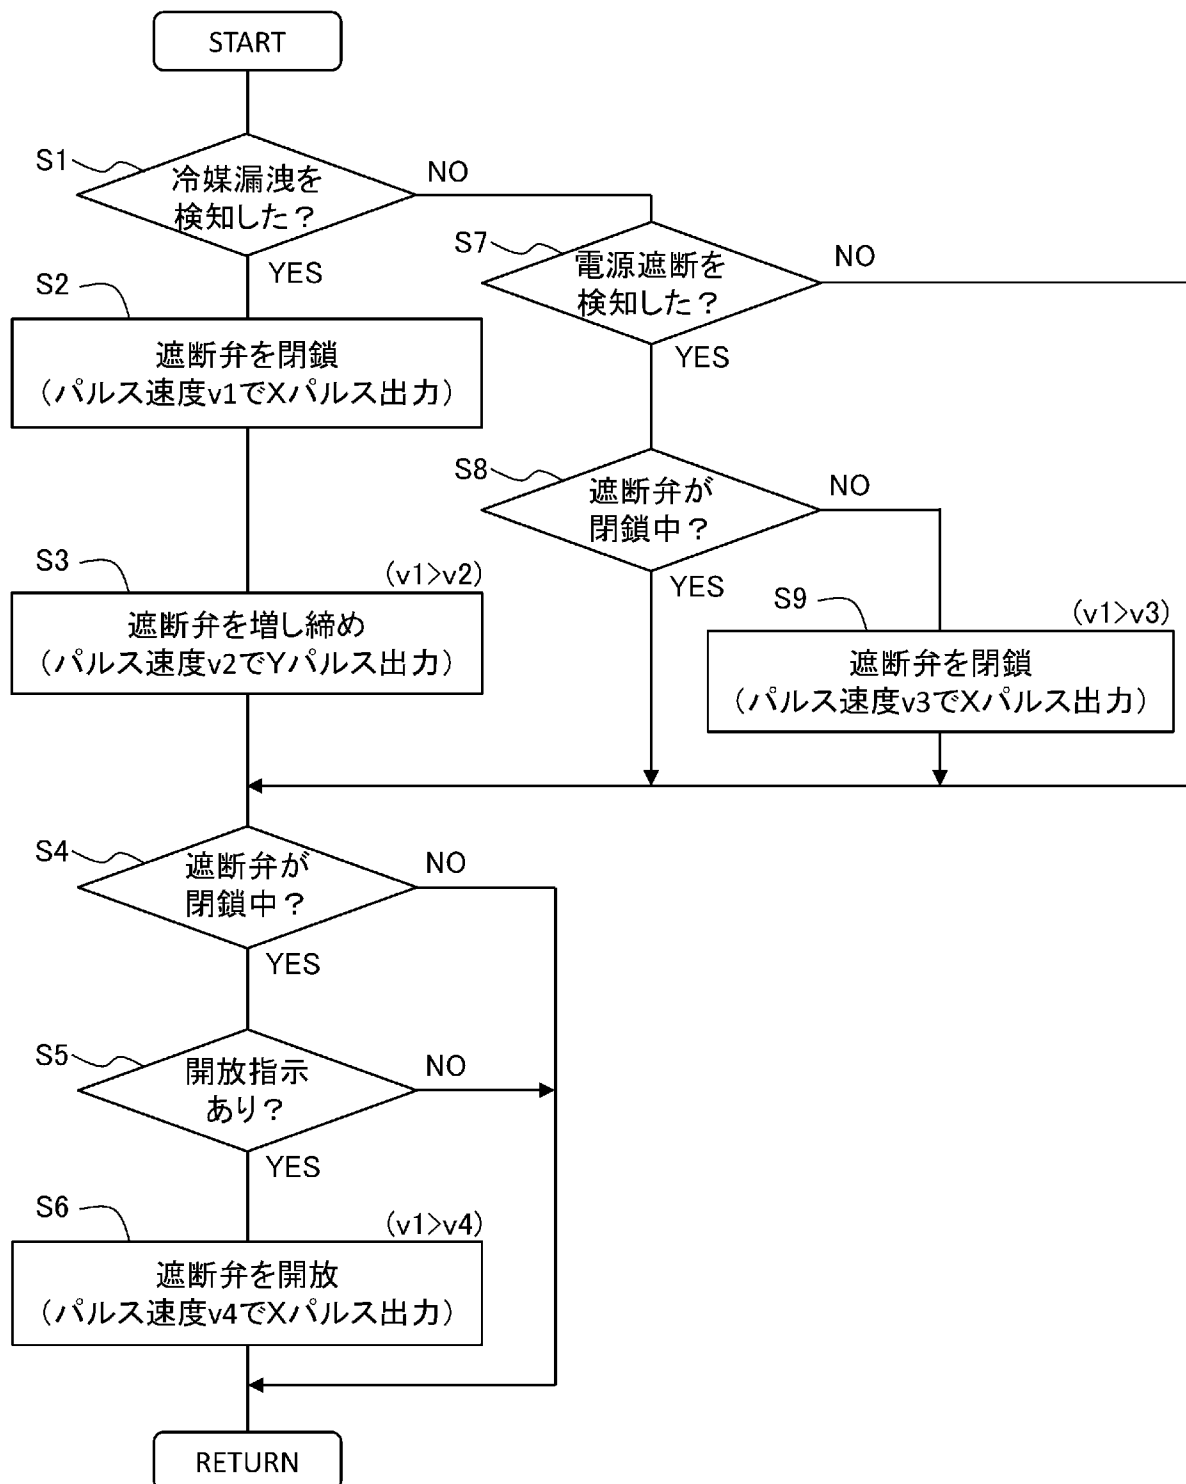 START
S1
冷媒漏洩を
検知した？
NO
YES
S2
遮断弁を閉鎖
（パルス速度v1でXパルス出力）
S3
(v1>v2)
遮断弁を増し締め
（パルス速度v2でYパルス出力）
S7
電源遮断を
検知した？
NO
YES
S8
遮断弁が
閉鎖中？
NO
YES
S9
(v1>v3)
遮断弁を閉鎖
（パルス速度v3でXパルス出力）
S4
遮断弁が
閉鎖中？
NO
YES
S5
開放指示
あり？
NO
YES
S6
(v1>v4)
遮断弁を開放
（パルス速度v4でXパルス出力）
RETURN